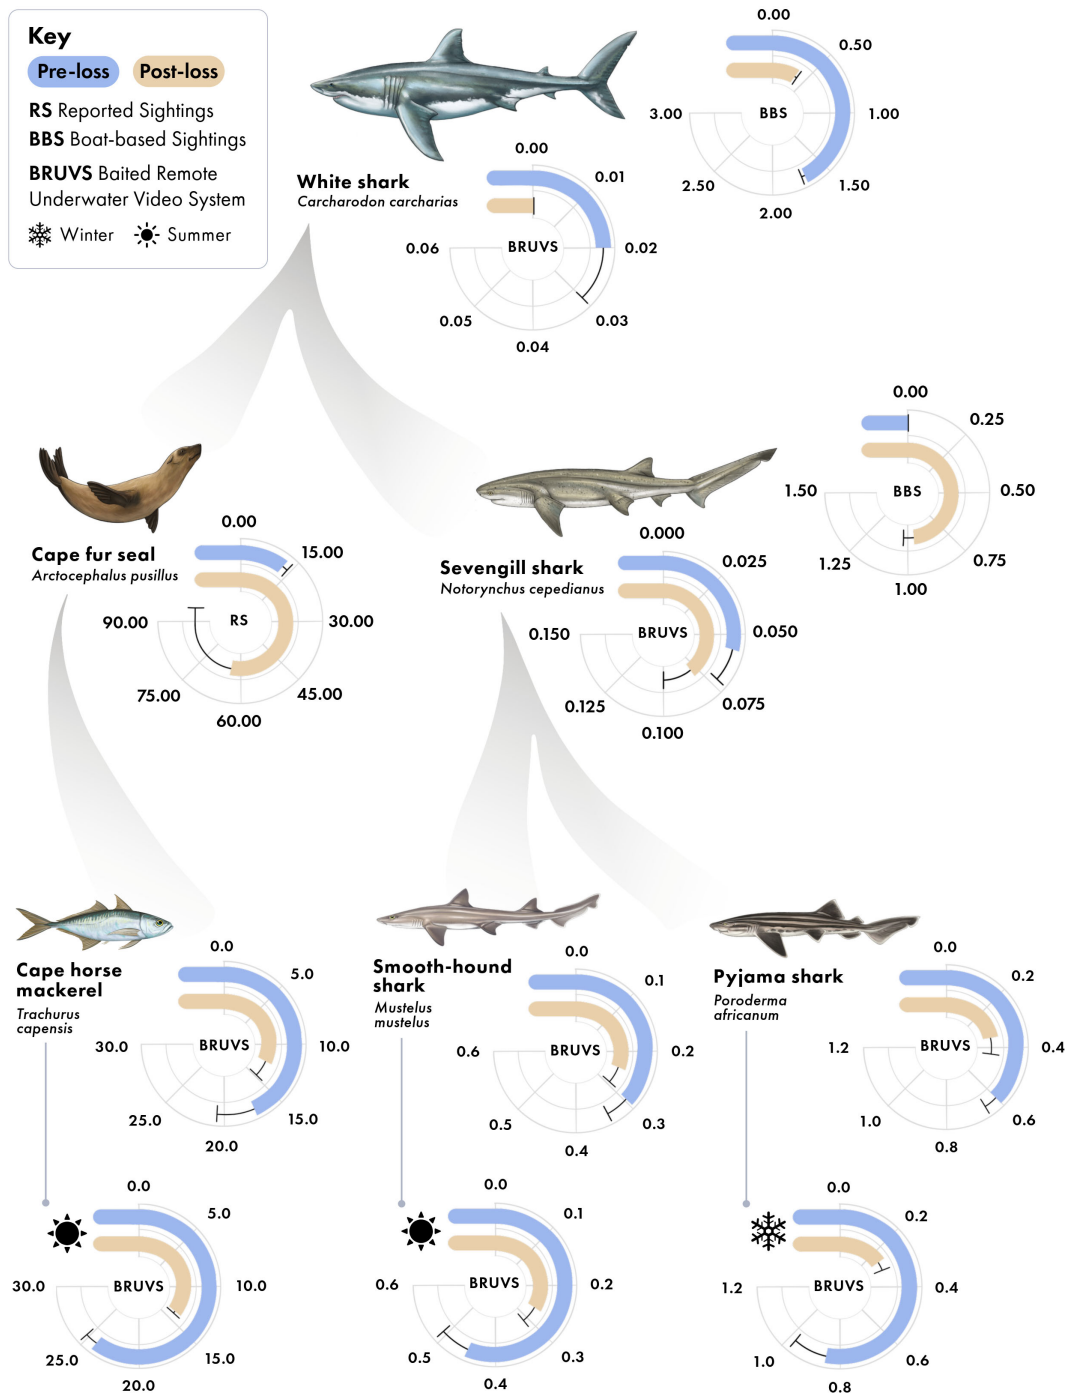 Key
Pre-loss
Post-loss
RS Reported Sightings
BBS Boat-based Sightings
BRUVS Baited Remote
Underwater Video System
Winter
Summer
White shark
Carcharodon carcharias
0.00
0.50
1.00
1.50
2.00
2.50
3.00
BBS
0.00
0.01
0.02
0.03
0.04
0.05
0.06
BRUVS
Cape fur seal
Arctocephalus pusillus
0.00
15.00
30.00
45.00
60.00
75.00
90.00
RS
Sevengill shark
Notorynchus cepedianus
0.000
0.025
0.050
0.075
0.100
0.125
0.150
BRUVS
0.00
0.25
0.50
0.75
1.00
1.25
1.50
BBS
Cape horse
mackerel
Trachurus
capensis
0.0
5.0
10.0
15.0
20.0
25.0
30.0
BRUVS
Smooth-hound
shark
Mustelus
mustelus
0.0
0.1
0.2
0.3
0.4
0.5
0.6
BRUVS
Pyjama shark
Poroderma
africanum
0.0
0.2
0.4
0.6
0.8
1.0
1.2
BRUVS
0.0
5.0
10.0
15.0
20.0
25.0
30.0
BRUVS
0.0
0.1
0.2
0.3
0.4
0.5
0.6
BRUVS
0.0
0.2
0.4
0.6
0.8
1.0
1.2
BRUVS